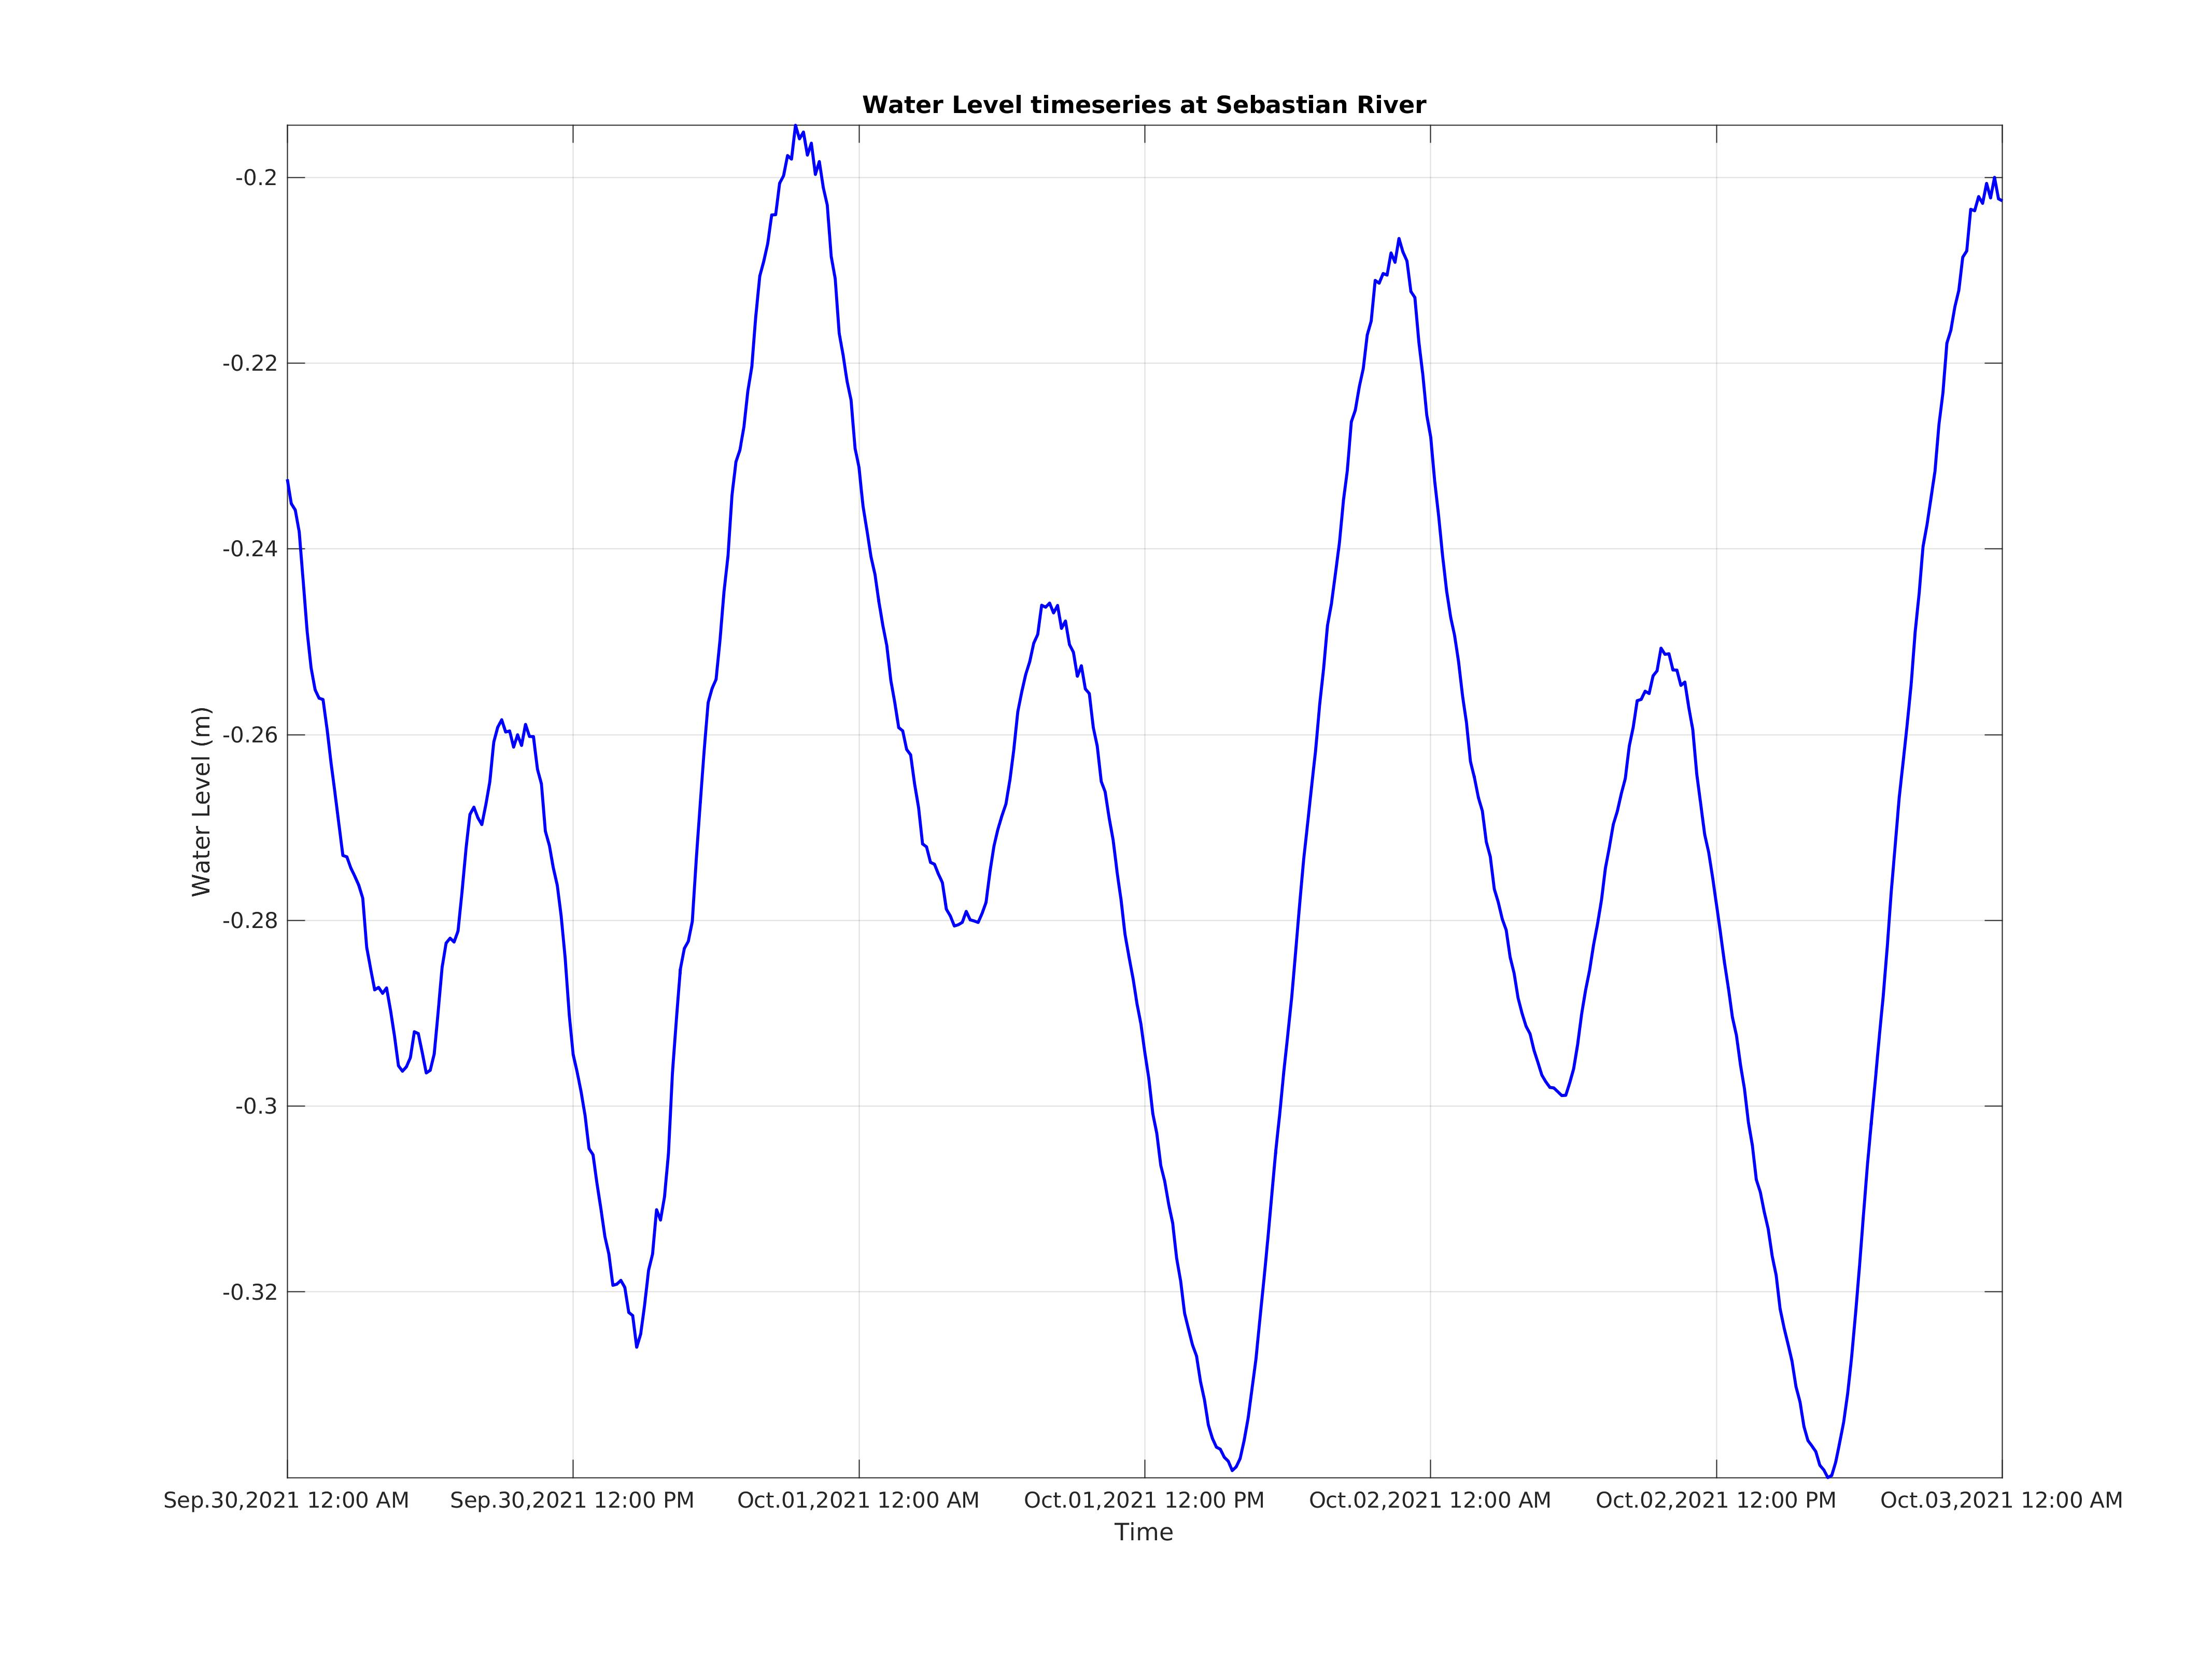 Water Level timeseries at Sebastian River
-0.2
-0.22
-0.24
-0.26
-0.28
-0.3
-0.32
Water Level (m)
Sep.30,2021 12:00 AM Sep.30,2021 12:00 PM Oct.01,2021 12:00 AM Oct.01,2021 12:00 PM Oct.02,2021 12:00 AM Oct.02,2021 12:00 PM Oct.03,2021 12:00 AM
Time